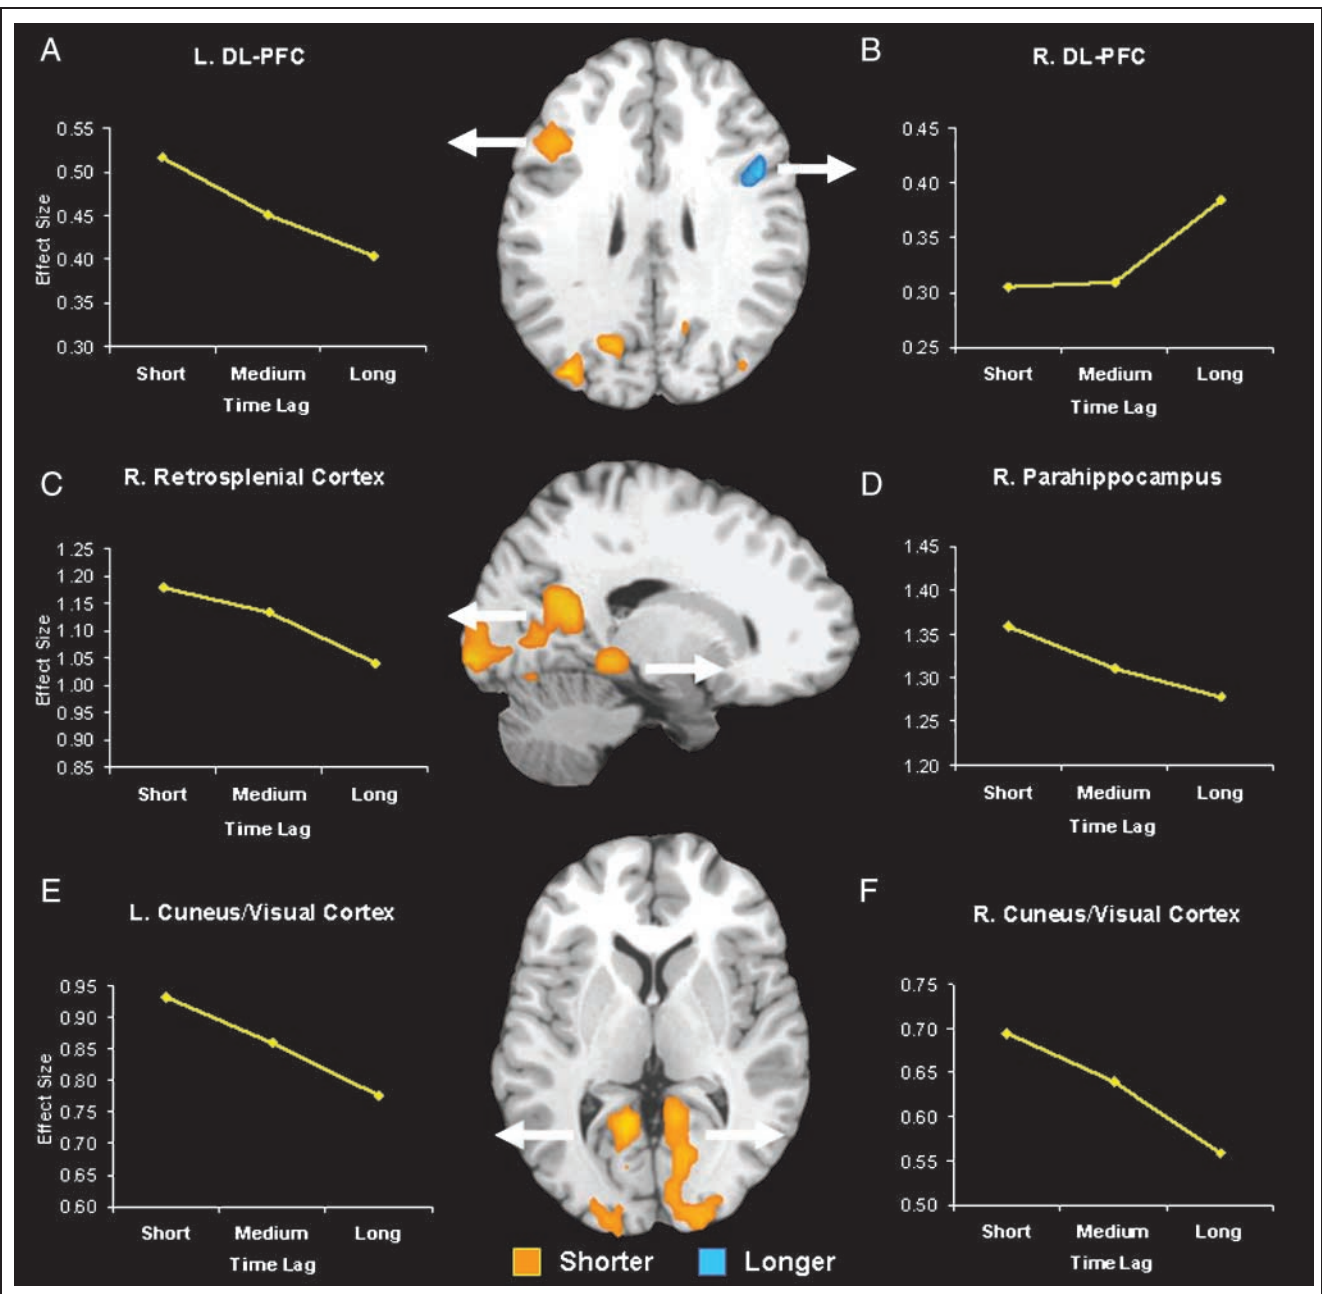 A
L. DL-PFC
Effect Size
0.55
0.50
0.45
0.40
0.35
0.30
Short Medium Long
Time Lag
B
R. DL-PFC
0.45
0.40
0.35
0.30
0.25
Short Medium Long
Time Lag
C
R. Retrosplenial Cortex
Effect Size
1.25
1.20
1.15
1.10
1.05
1.00
0.95
0.90
0.85
Short Medium Long
Time Lag
D
R. Parahippocampus
1.45
1.40
1.35
1.30
1.25
1.20
Short Medium Long
Time Lag
E
L. Cuneus/Visual Cortex
Effect Size
0.95
0.90
0.85
0.80
0.75
0.70
0.65
0.60
Short Medium Long
Time Lag
F
R. Cuneus/Visual Cortex
0.75
0.70
0.65
0.60
0.55
0.50
Short Medium Long
Time Lag
Shorter Longer